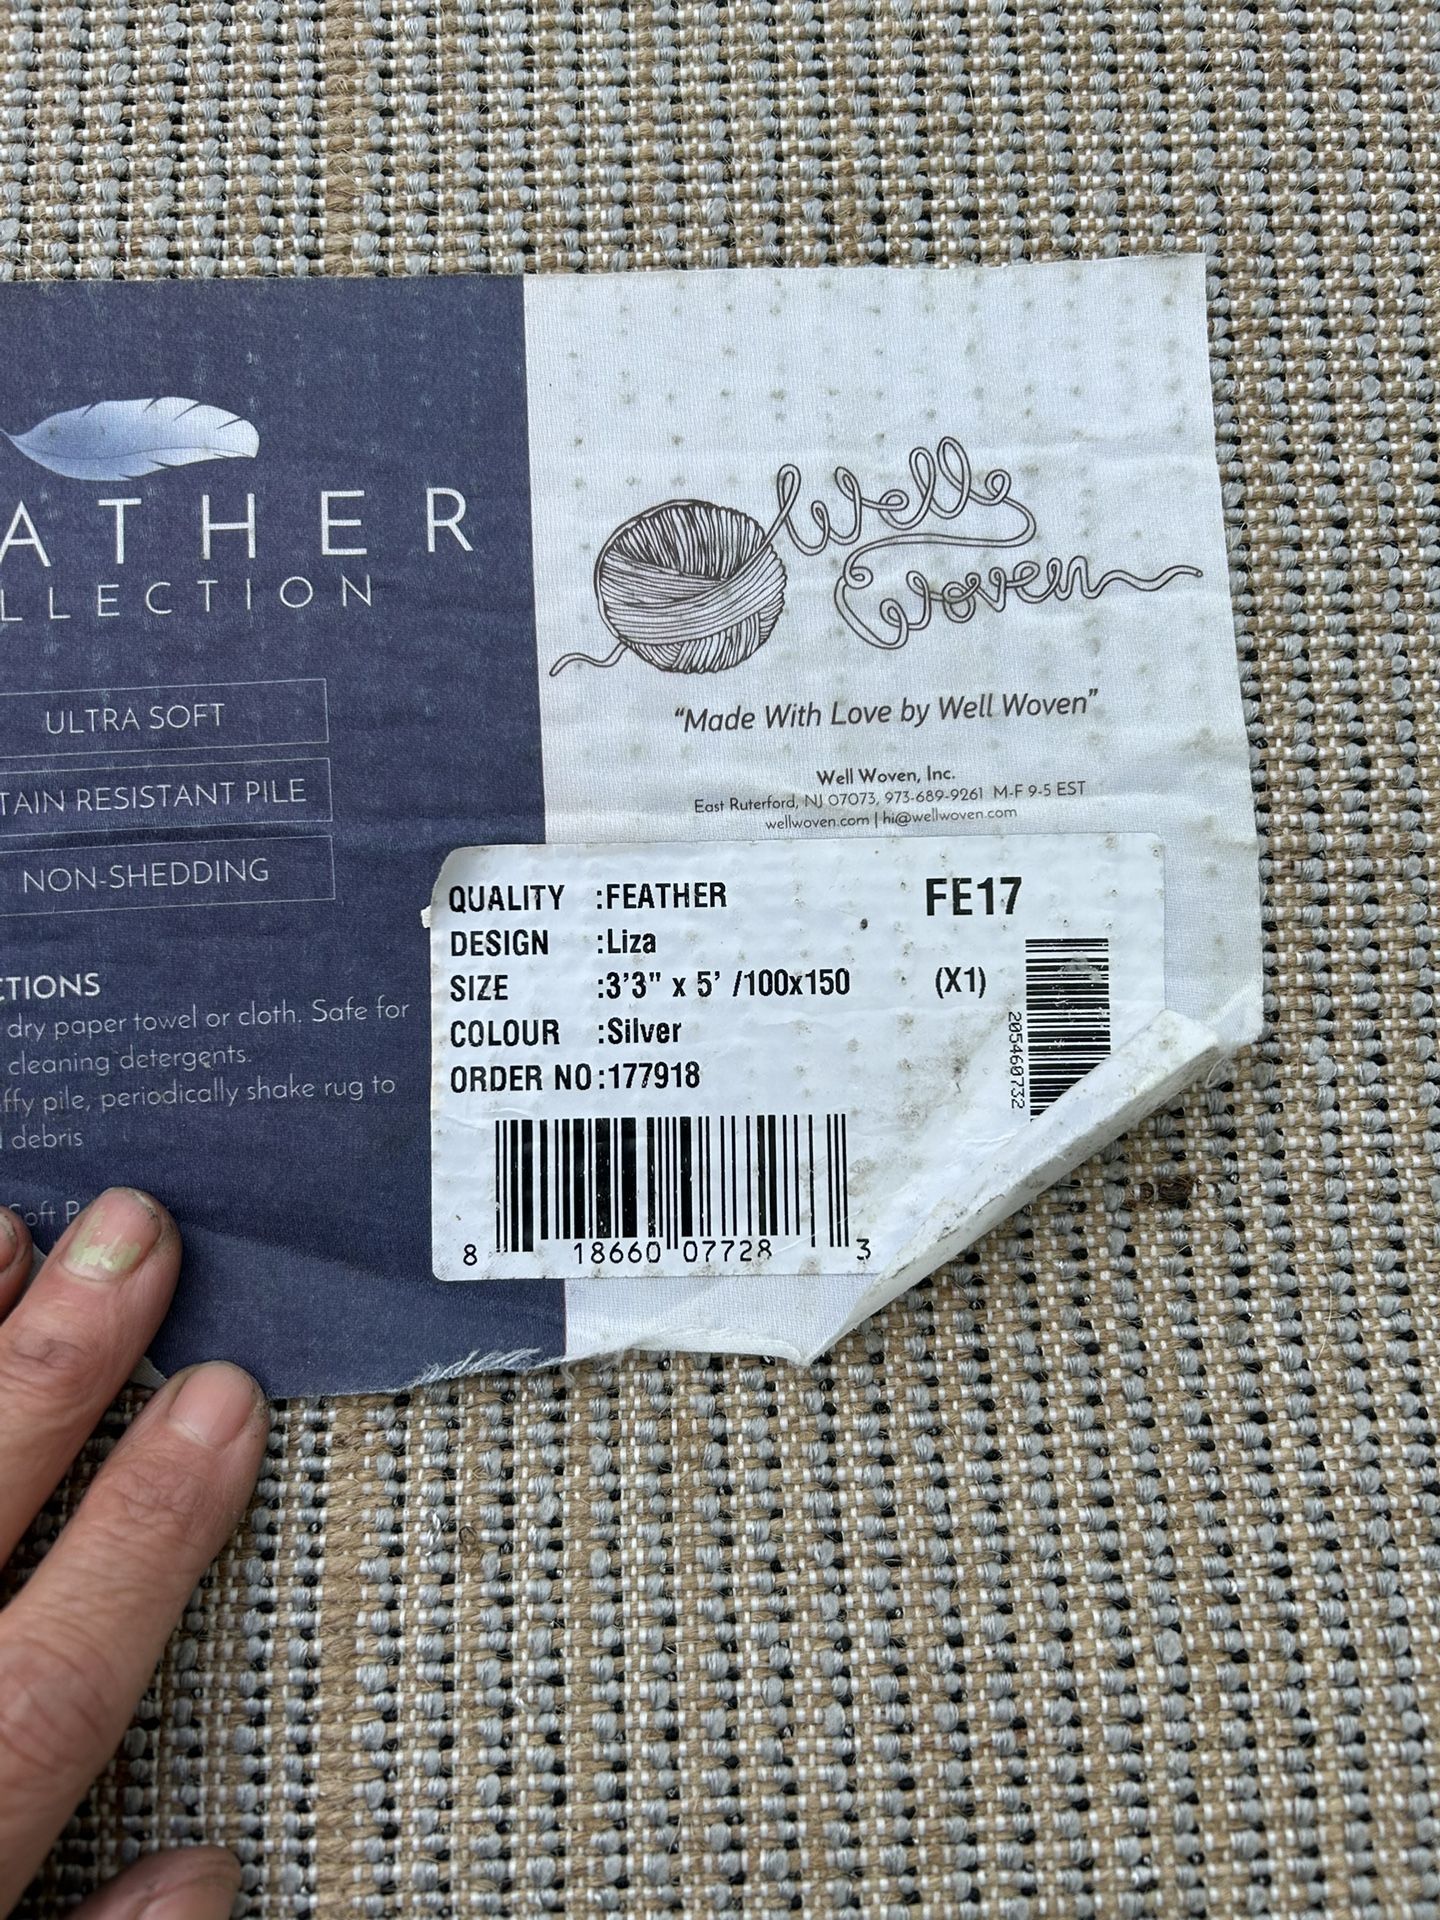 ATHER
LLECTION
ULTRA SOFT
TAIN RESISTANT PILE
NON-SHEDDING
CTIONS
dry paper towel or cloth. Safe for
cleaning detergents.
ffy pile, periodically shake rug to
debris
Soft P
Well
Woven
"Made With Love by Well Woven"
Well Woven, Inc.
East Ruterford, NJ 07073, 973-689-9261 M-F 9-5 EST
wellwoven.com | hi@wellwoven.com
QUALITY :FEATHER FE17
DESIGN :Liza
SIZE :3'3" x 5' /100x150 (X1)
COLOUR :Silver
ORDER NO:177918
205460732
8 18660 07728 3